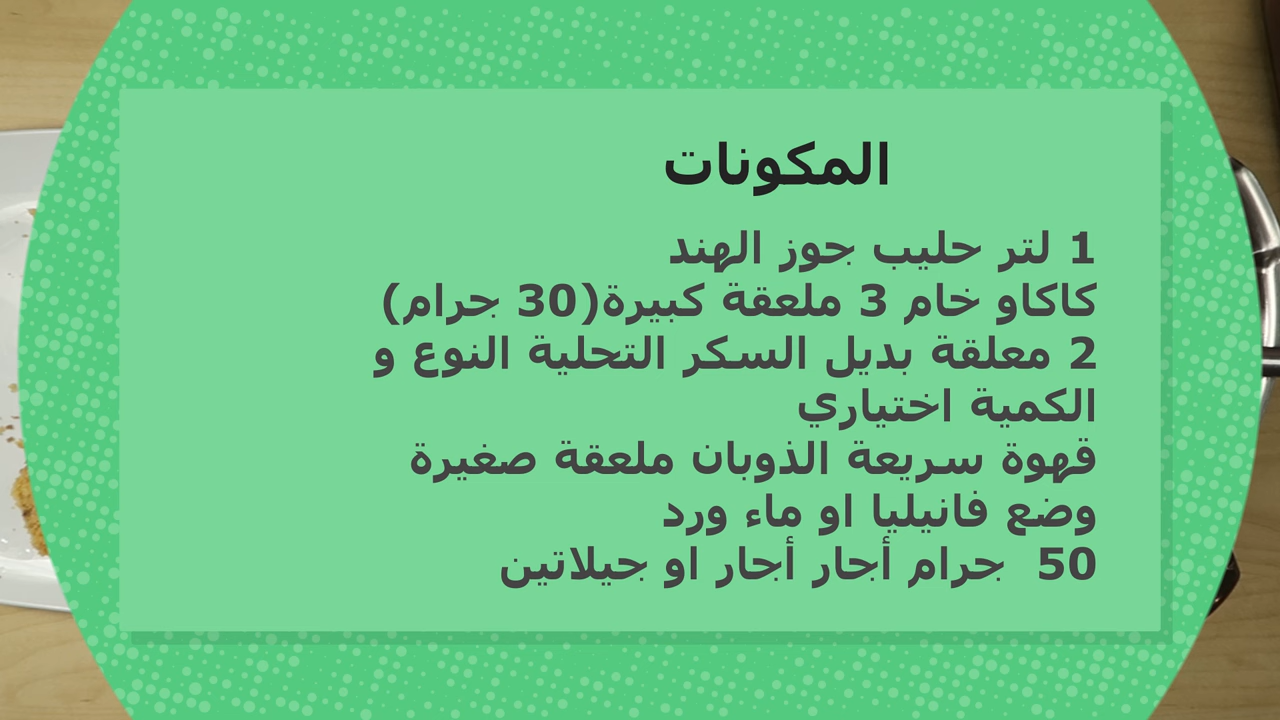 المكونات
1 لتر حليب جوز الهند
كاكاو خام 3 ملعقة كبيرة(30 جرام)
2 معلقة بديل السكر التحلية النوع و
الكمية اختياري
قهوة سريعة الذوبان ملعقة صغيرة
وضع فانيليا او ماء ورد
50 جرام أجار أجار او جيلاتين